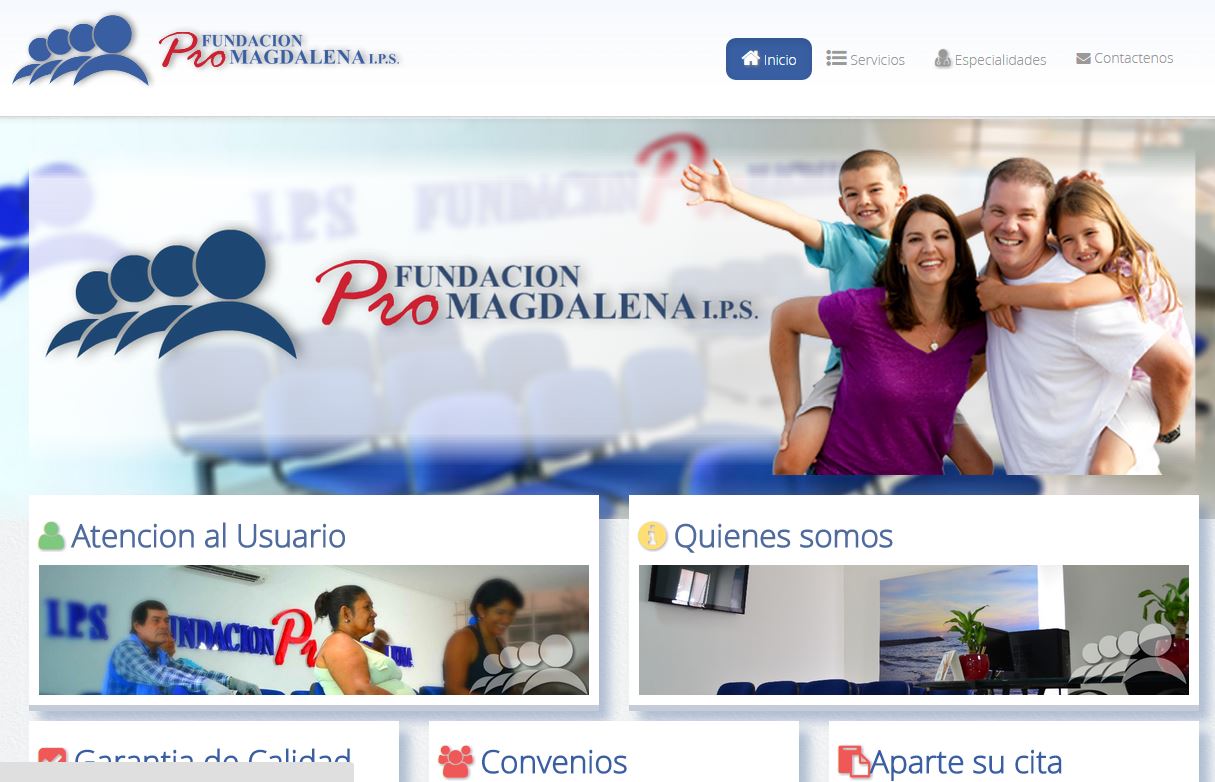 FUNDACION
Pro MAGDALENA I.P.S.
Inicio
Servicios
Especialidades
Contactenos
I.P.S FUNDACION P
FUNDACION
Pro MAGDALENA I.P.S.
Atencion al Usuario
Quienes somos
I.P.S FUNDACION Pro
Garantia de Calidad
Convenios
Aparte su cita